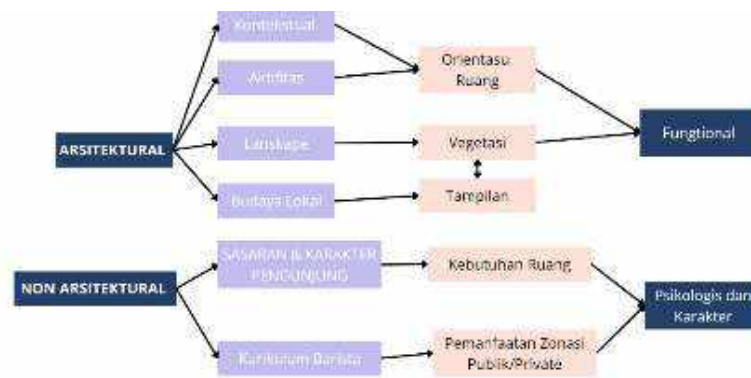 Kontekstual
Aktifitas
Orientasu
Ruang
ARSITEKTURAL
Lanskape
Vegetasi
Fungtional
Budaya Lokal
Tampilan
SASARAN & KARAKTER
PENGUNJUNG
Kebutuhan Ruang
NON ARSITEKTURAL
Psikologis dan
Karakter
Kurikulum Barista
Pemanfaatan Zonasi
Publik/Private